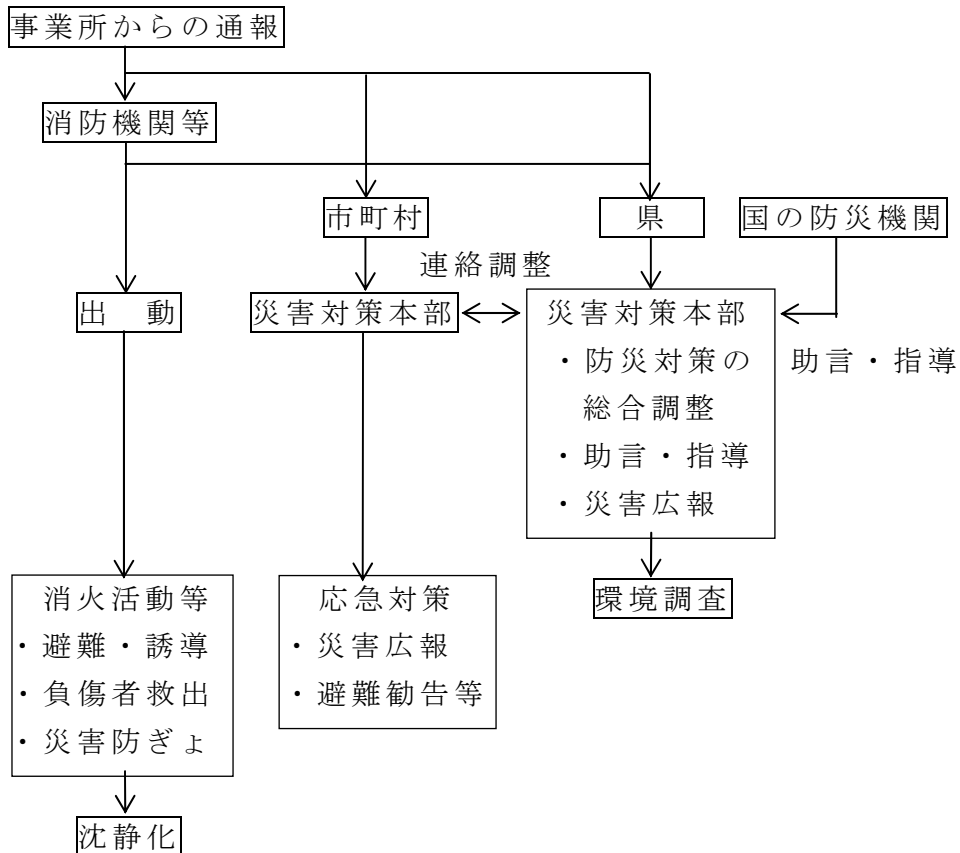 事業所からの通報
消防機関等
市町村
県
国の防災機関
連絡調整
出　動
災害対策本部
災害対策本部
・防災対策の
総合調整
・助言・指導
・災害広報
助言・指導
消火活動等
・避難・誘導
・負傷者救出
・災害防ぎょ
応急対策
・災害広報
・避難勧告等
環境調査
沈静化